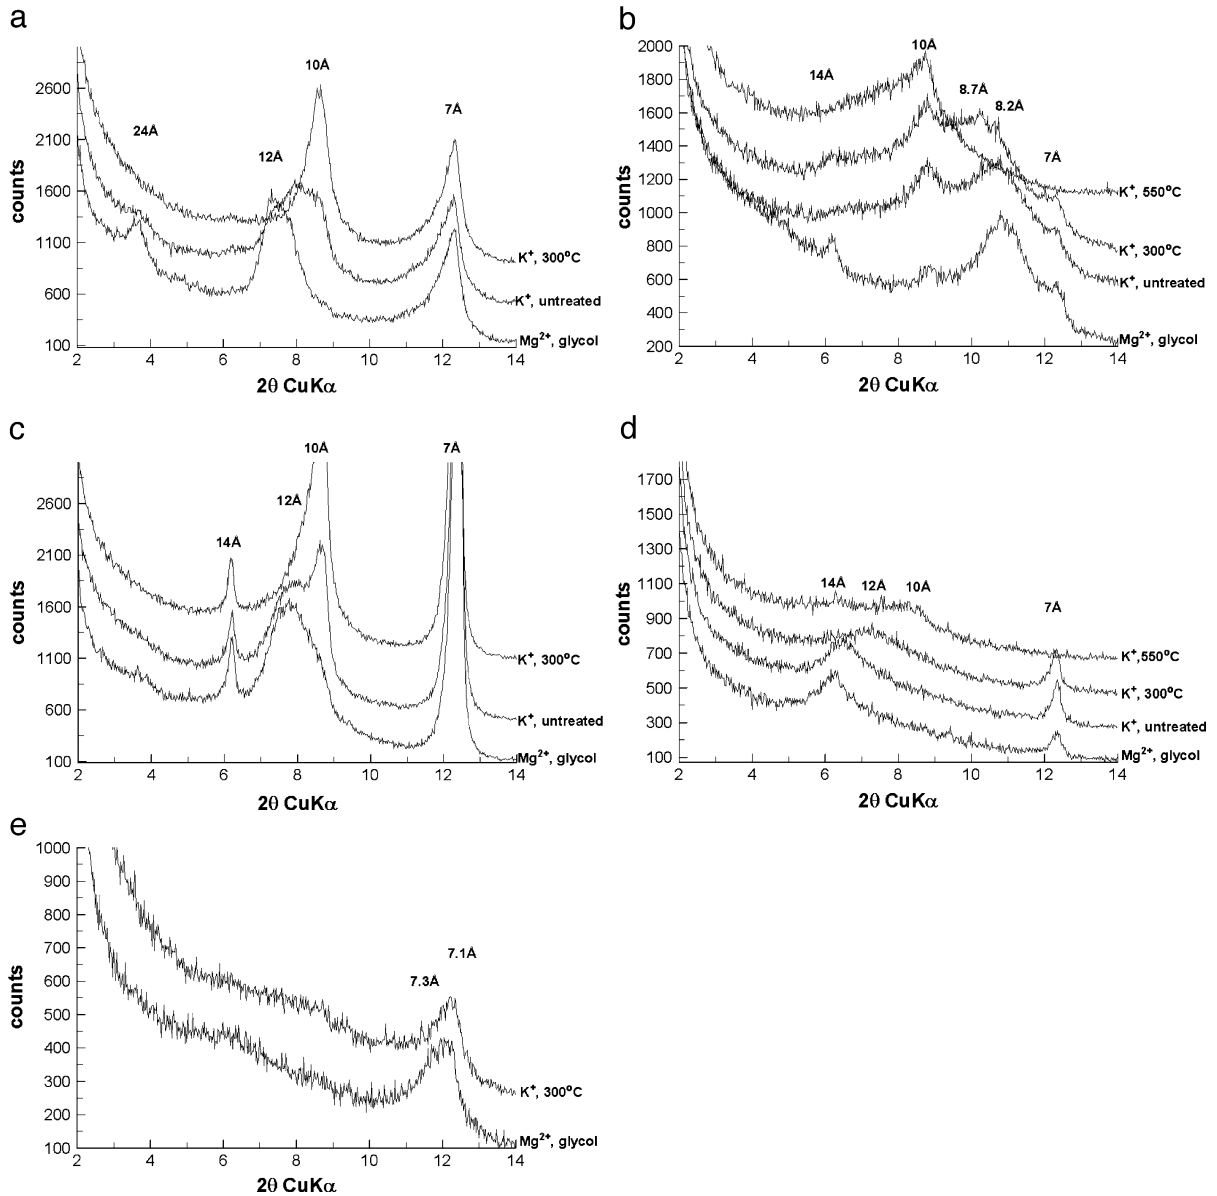 a
24Å
12Å
10Å
7Å
counts
2600
2100
1600
1100
600
100
K⁺, 300°C
K⁺, untreated
Mg²⁺, glycol
2 4 6 8 10 12 14
2θ CuKα
b
14Å
10Å
8.7Å
8.2Å
7Å
counts
2000
1800
1600
1400
1200
1000
800
600
400
200
K⁺, 550°C
K⁺, 300°C
K⁺, untreated
Mg²⁺, glycol
2 4 6 8 10 12 14
2θ CuKα
c
14Å
12Å
10Å
7Å
counts
2600
2100
1600
1100
600
100
K⁺, 300°C
K⁺, untreated
Mg²⁺, glycol
2 4 6 8 10 12 14
2θ CuKα
d
14Å
12Å
10Å
7Å
counts
1700
1500
1300
1100
900
700
500
300
100
K⁺,550°C
K⁺, 300°C
K⁺, untreated
Mg²⁺, glycol
2 4 6 8 10 12 14
2θ CuKα
e
7.3Å
7.1Å
counts
1000
900
800
700
600
500
400
300
200
100
K⁺, 300°C
Mg²⁺, glycol
2 4 6 8 10 12 14
2θ CuKα